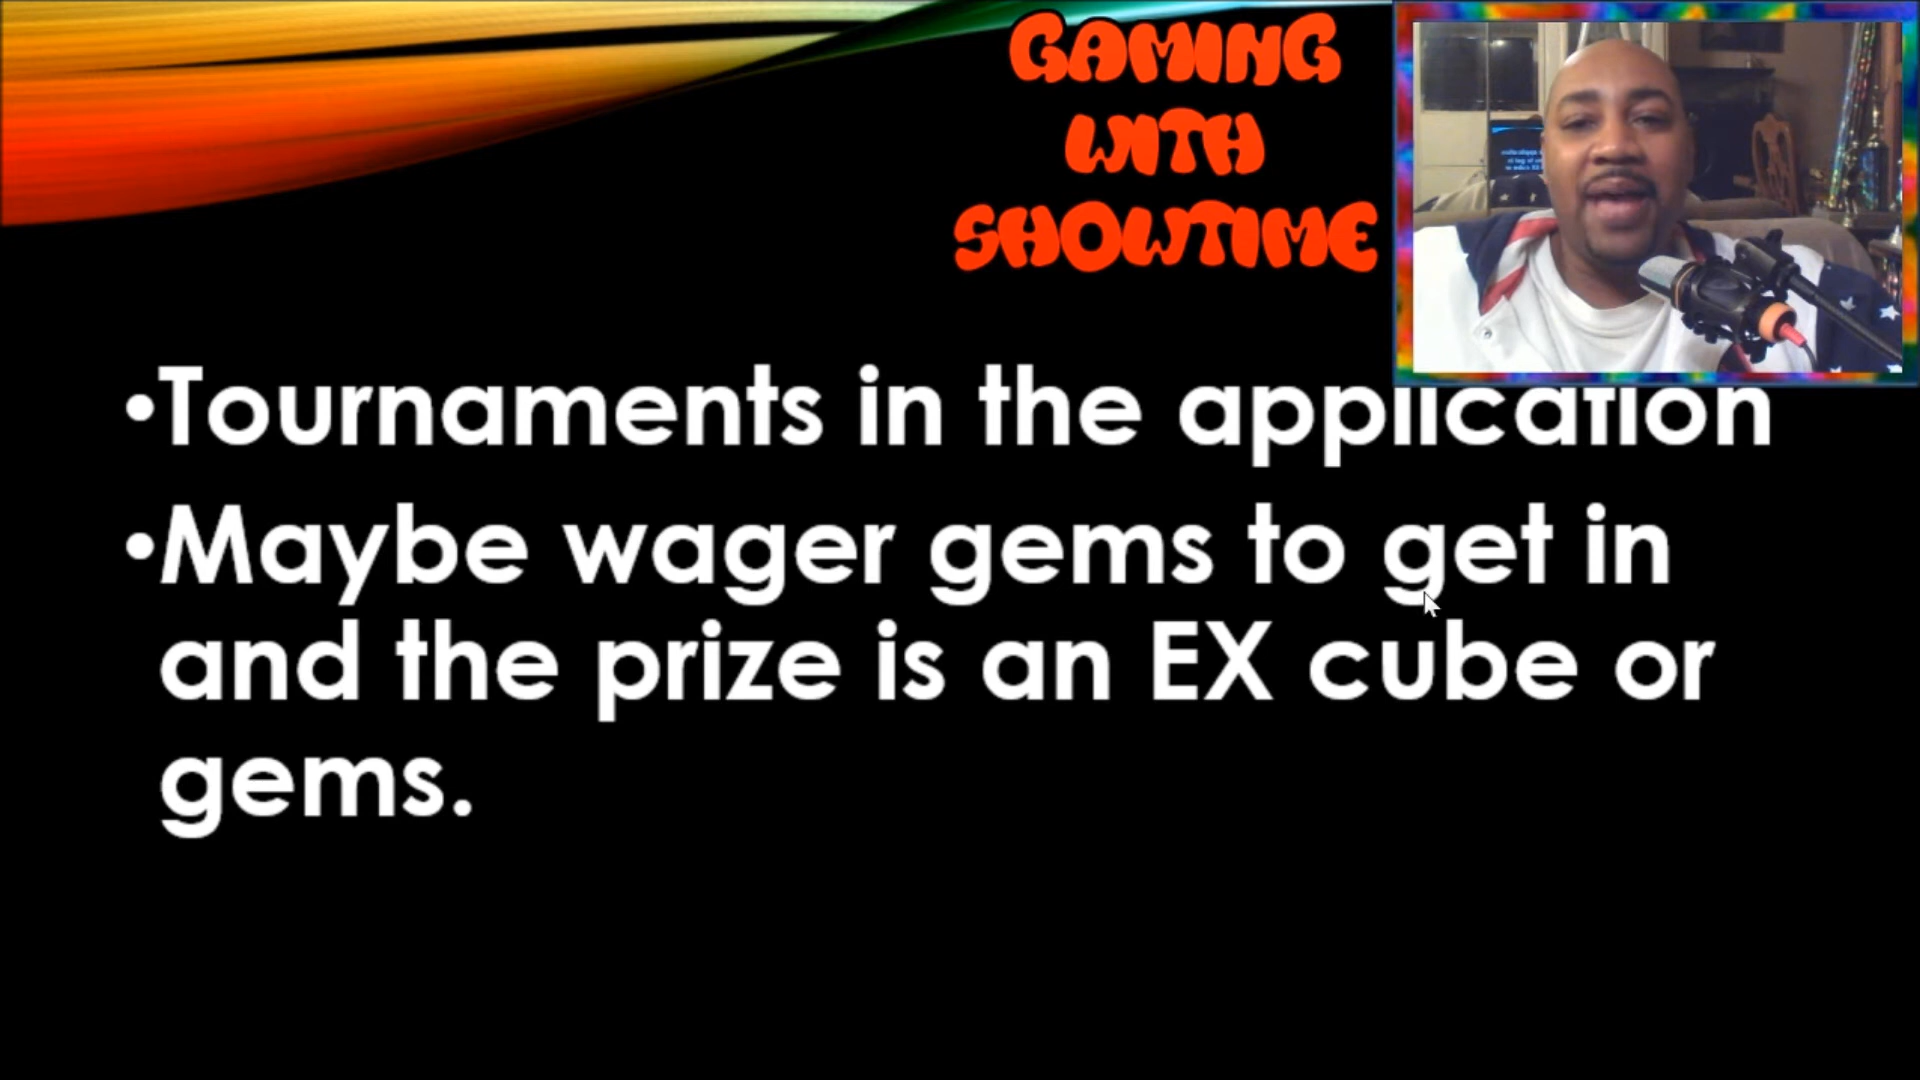 GAMING
WITH
SHOWTIME
•Tournaments in the application
•Maybe wager gems to get in
and the prize is an EX cube or
gems.